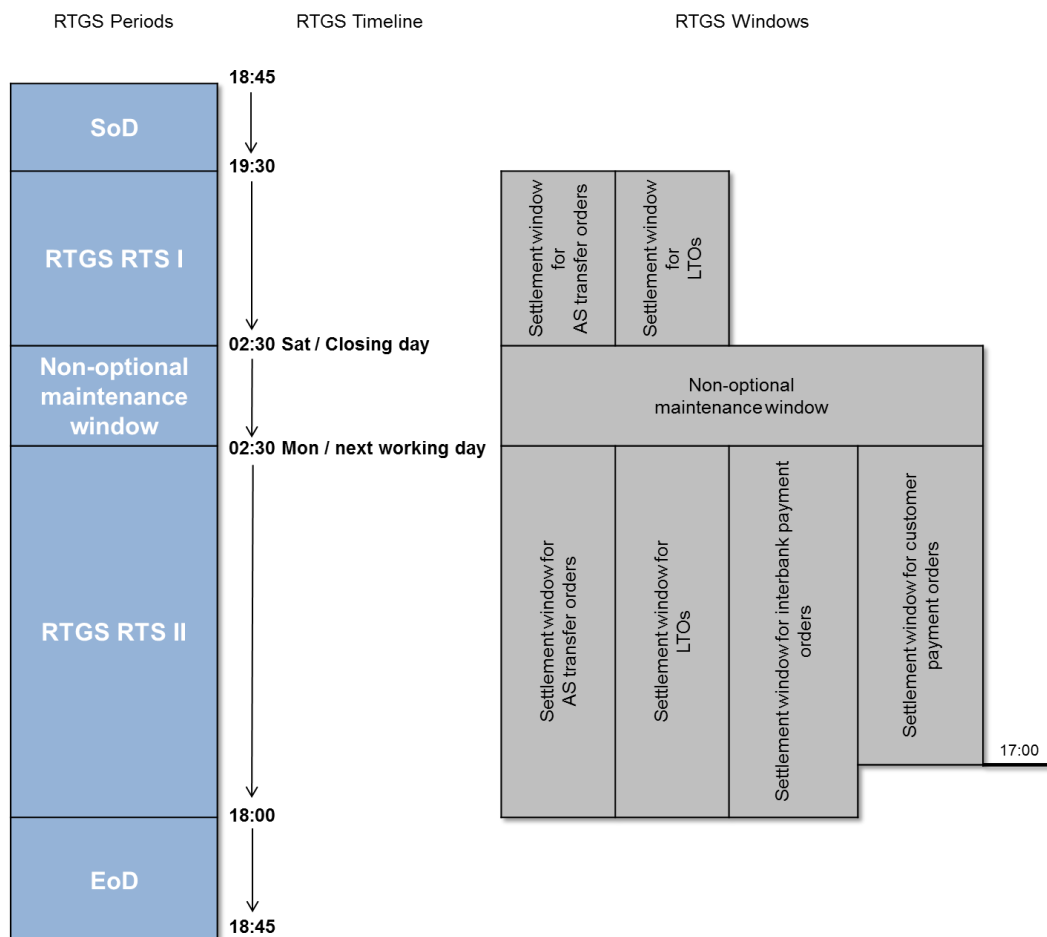 RTGS Periods
RTGS Timeline
RTGS Windows
18:45
SoD
19:30
RTGS RTS I
Settlement window
for
AS transfer orders
Settlement window
for
LTOs
02:30 Sat / Closing day
Non-optional
maintenance
window
Non-optional
maintenance window
02:30 Mon / next working day
RTGS RTS II
Settlement window for
AS transfer orders
Settlement window for
LTOs
Settlement window for interbank payment
orders
Settlement window for customer
payment orders
17:00
18:00
EoD
18:45